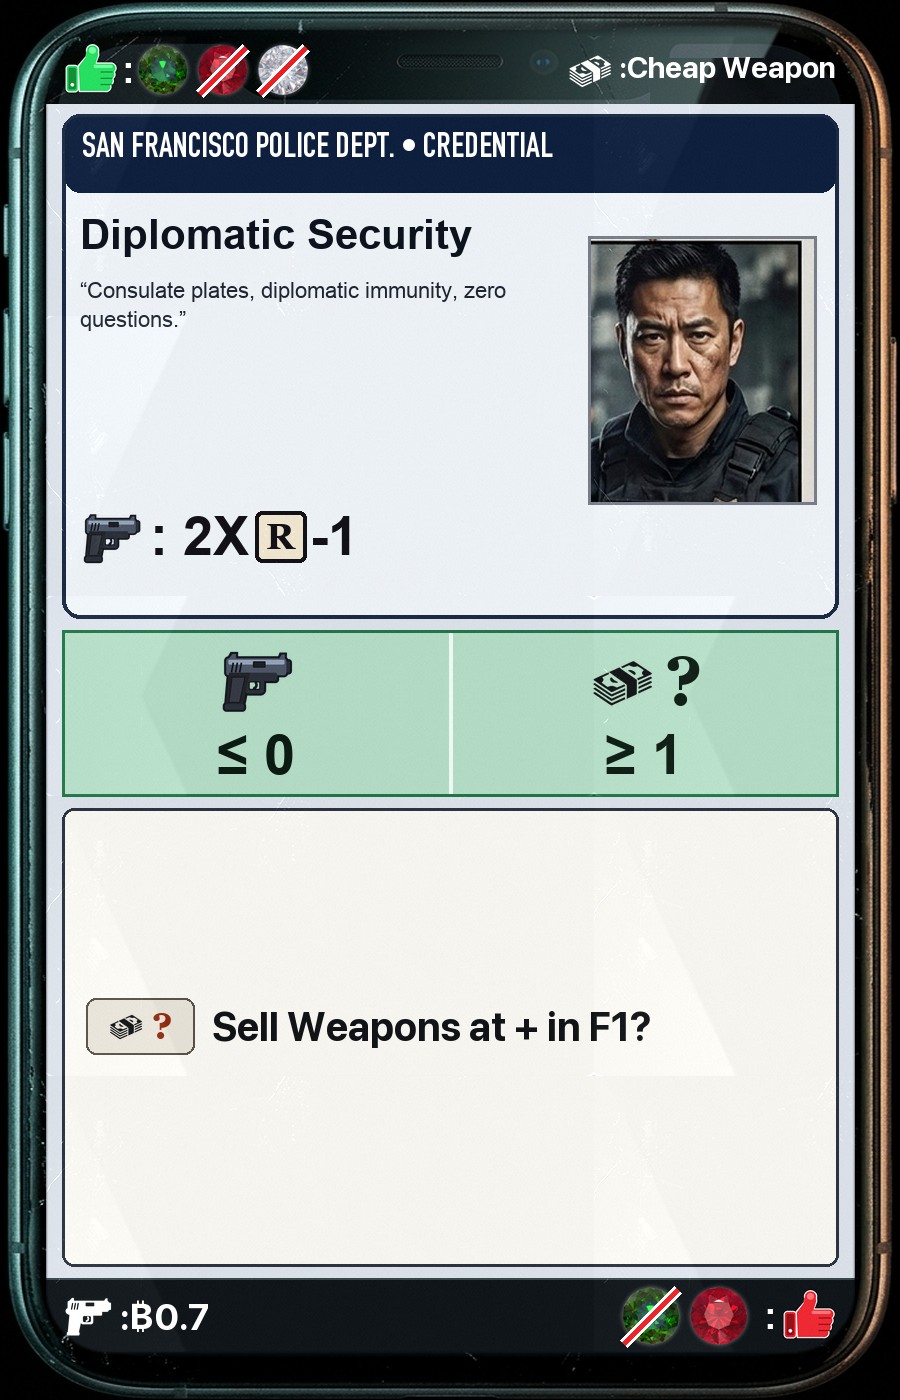 : :Cheap Weapon
SAN FRANCISCO POLICE DEPT. • CREDENTIAL
Diplomatic Security
“Consulate plates, diplomatic immunity, zero
questions.”
: 2X R -1
?
≤ 0 ≥ 1
? Sell Weapons at + in F1?
:₿0.7 :